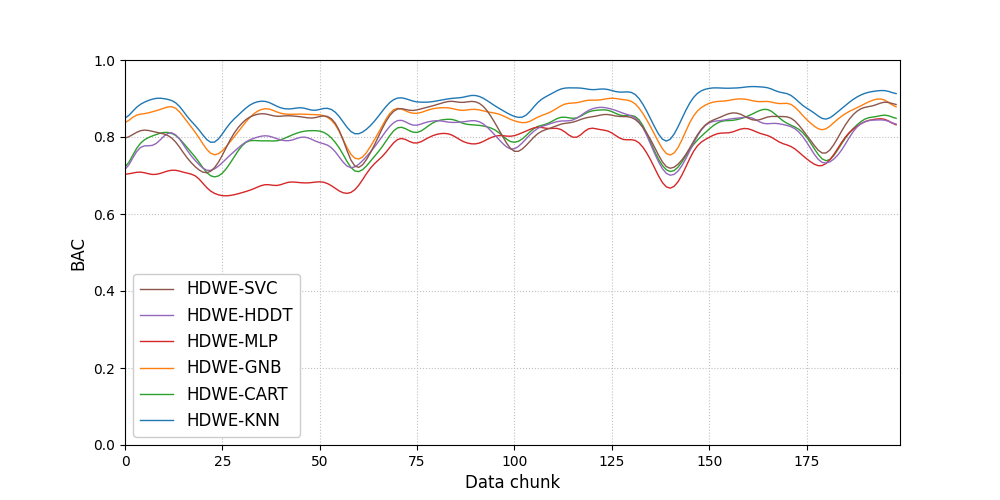 1.0
0.8
0.6
0.4
0.2
0.0
BAC
HDWE-SVC
HDWE-HDDT
HDWE-MLP
HDWE-GNB
HDWE-CART
HDWE-KNN
0 25 50 75 100 125 150 175
Data chunk